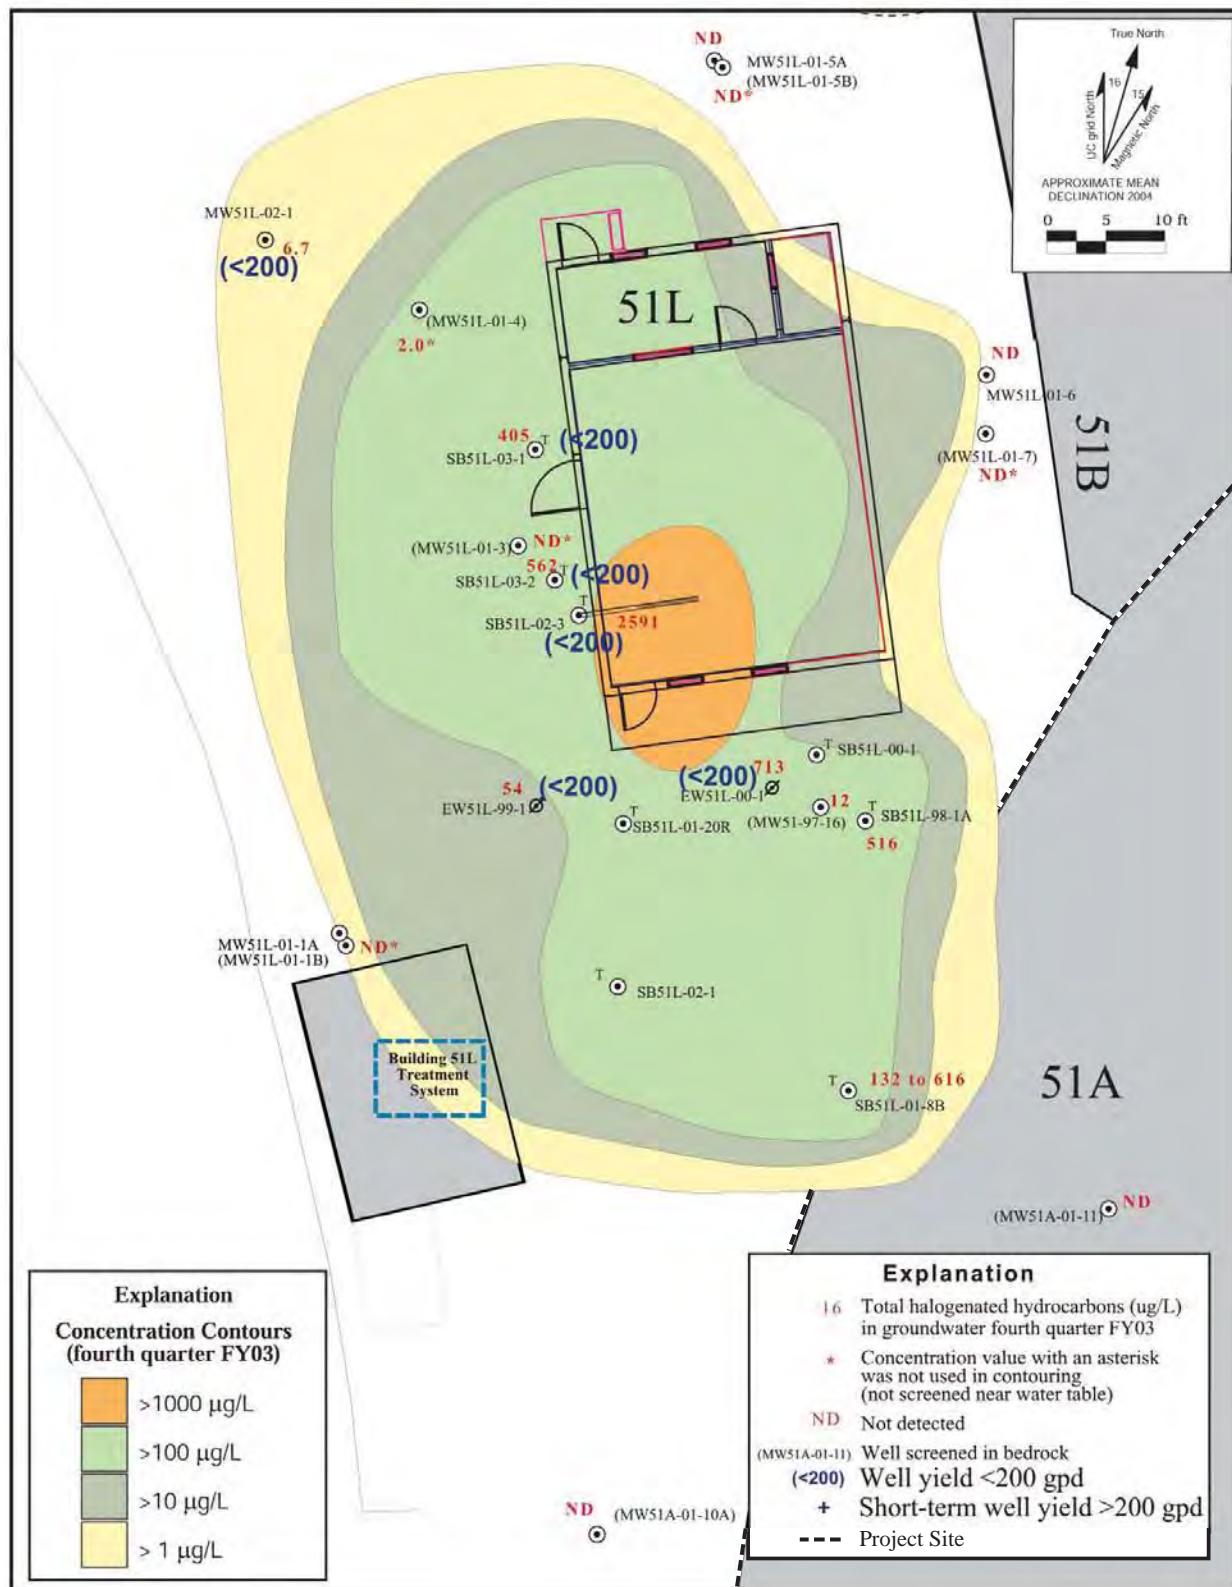 ND
MW51L-01-5A
(MW51L-01-5B)
ND*
True North
16
15
UC grid North
Magnetic North
APPROXIMATE MEAN
DECLINATION 2004
0 5 10 ft
MW51L-02-1
6.7
(<200)
51L
(MW51L-01-4)
2.0*
ND
MW51L-01-6
51B
(MW51L-01-7)
ND*
405
T
(<200)
SB51L-03-1
(MW51L-01-3)
ND*
562
T
(<200)
SB51L-03-2
T
SB51L-02-3
2591
(<200)
T
SB51L-00-1
713
(<200)
EW51L-00-1
54
(<200)
EW51L-99-1
T
SB51L-01-20R
12
(MW51-97-16)
T
SB51L-98-1A
516
MW51L-01-1A
(MW51L-01-1B)
ND*
T
SB51L-02-1
Building 51L
Treatment
System
132 to 616
T
SB51L-01-8B
51A
ND
(MW51A-01-11)
Explanation
Concentration Contours
(fourth quarter FY03)
>1000 µg/L
>100 µg/L
>10 µg/L
> 1 µg/L
ND
(MW51A-01-10A)
Explanation
16 Total halogenated hydrocarbons (ug/L)
in groundwater fourth quarter FY03
* Concentration value with an asterisk
was not used in contouring
(not screened near water table)
ND Not detected
(MW51A-01-11) Well screened in bedrock
(<200) Well yield <200 gpd
+ Short-term well yield >200 gpd
Project Site